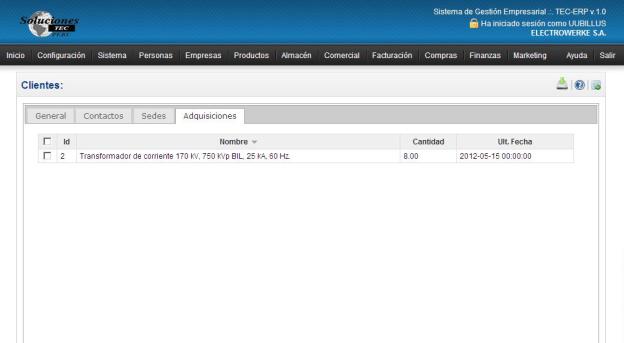 Soluciones
TEC
PERU
Sistema de Gestión Empresarial .:. TEC-ERP v.1.0
Ha iniciado sesión como UUBILLUS
ELECTROWERKE S.A.
Inicio Configuración Sistema Personas Empresas Productos Almacén Comercial Facturación Compras Finanzas Marketing Ayuda Salir
Clientes:
General Contactos Sedes Adquisiciones
Id Nombre Cantidad Ult. Fecha
2 Transformador de corriente 170 kV, 750 kVp BIL, 25 kA, 60 Hz. 8.00 2012-05-15 00:00:00